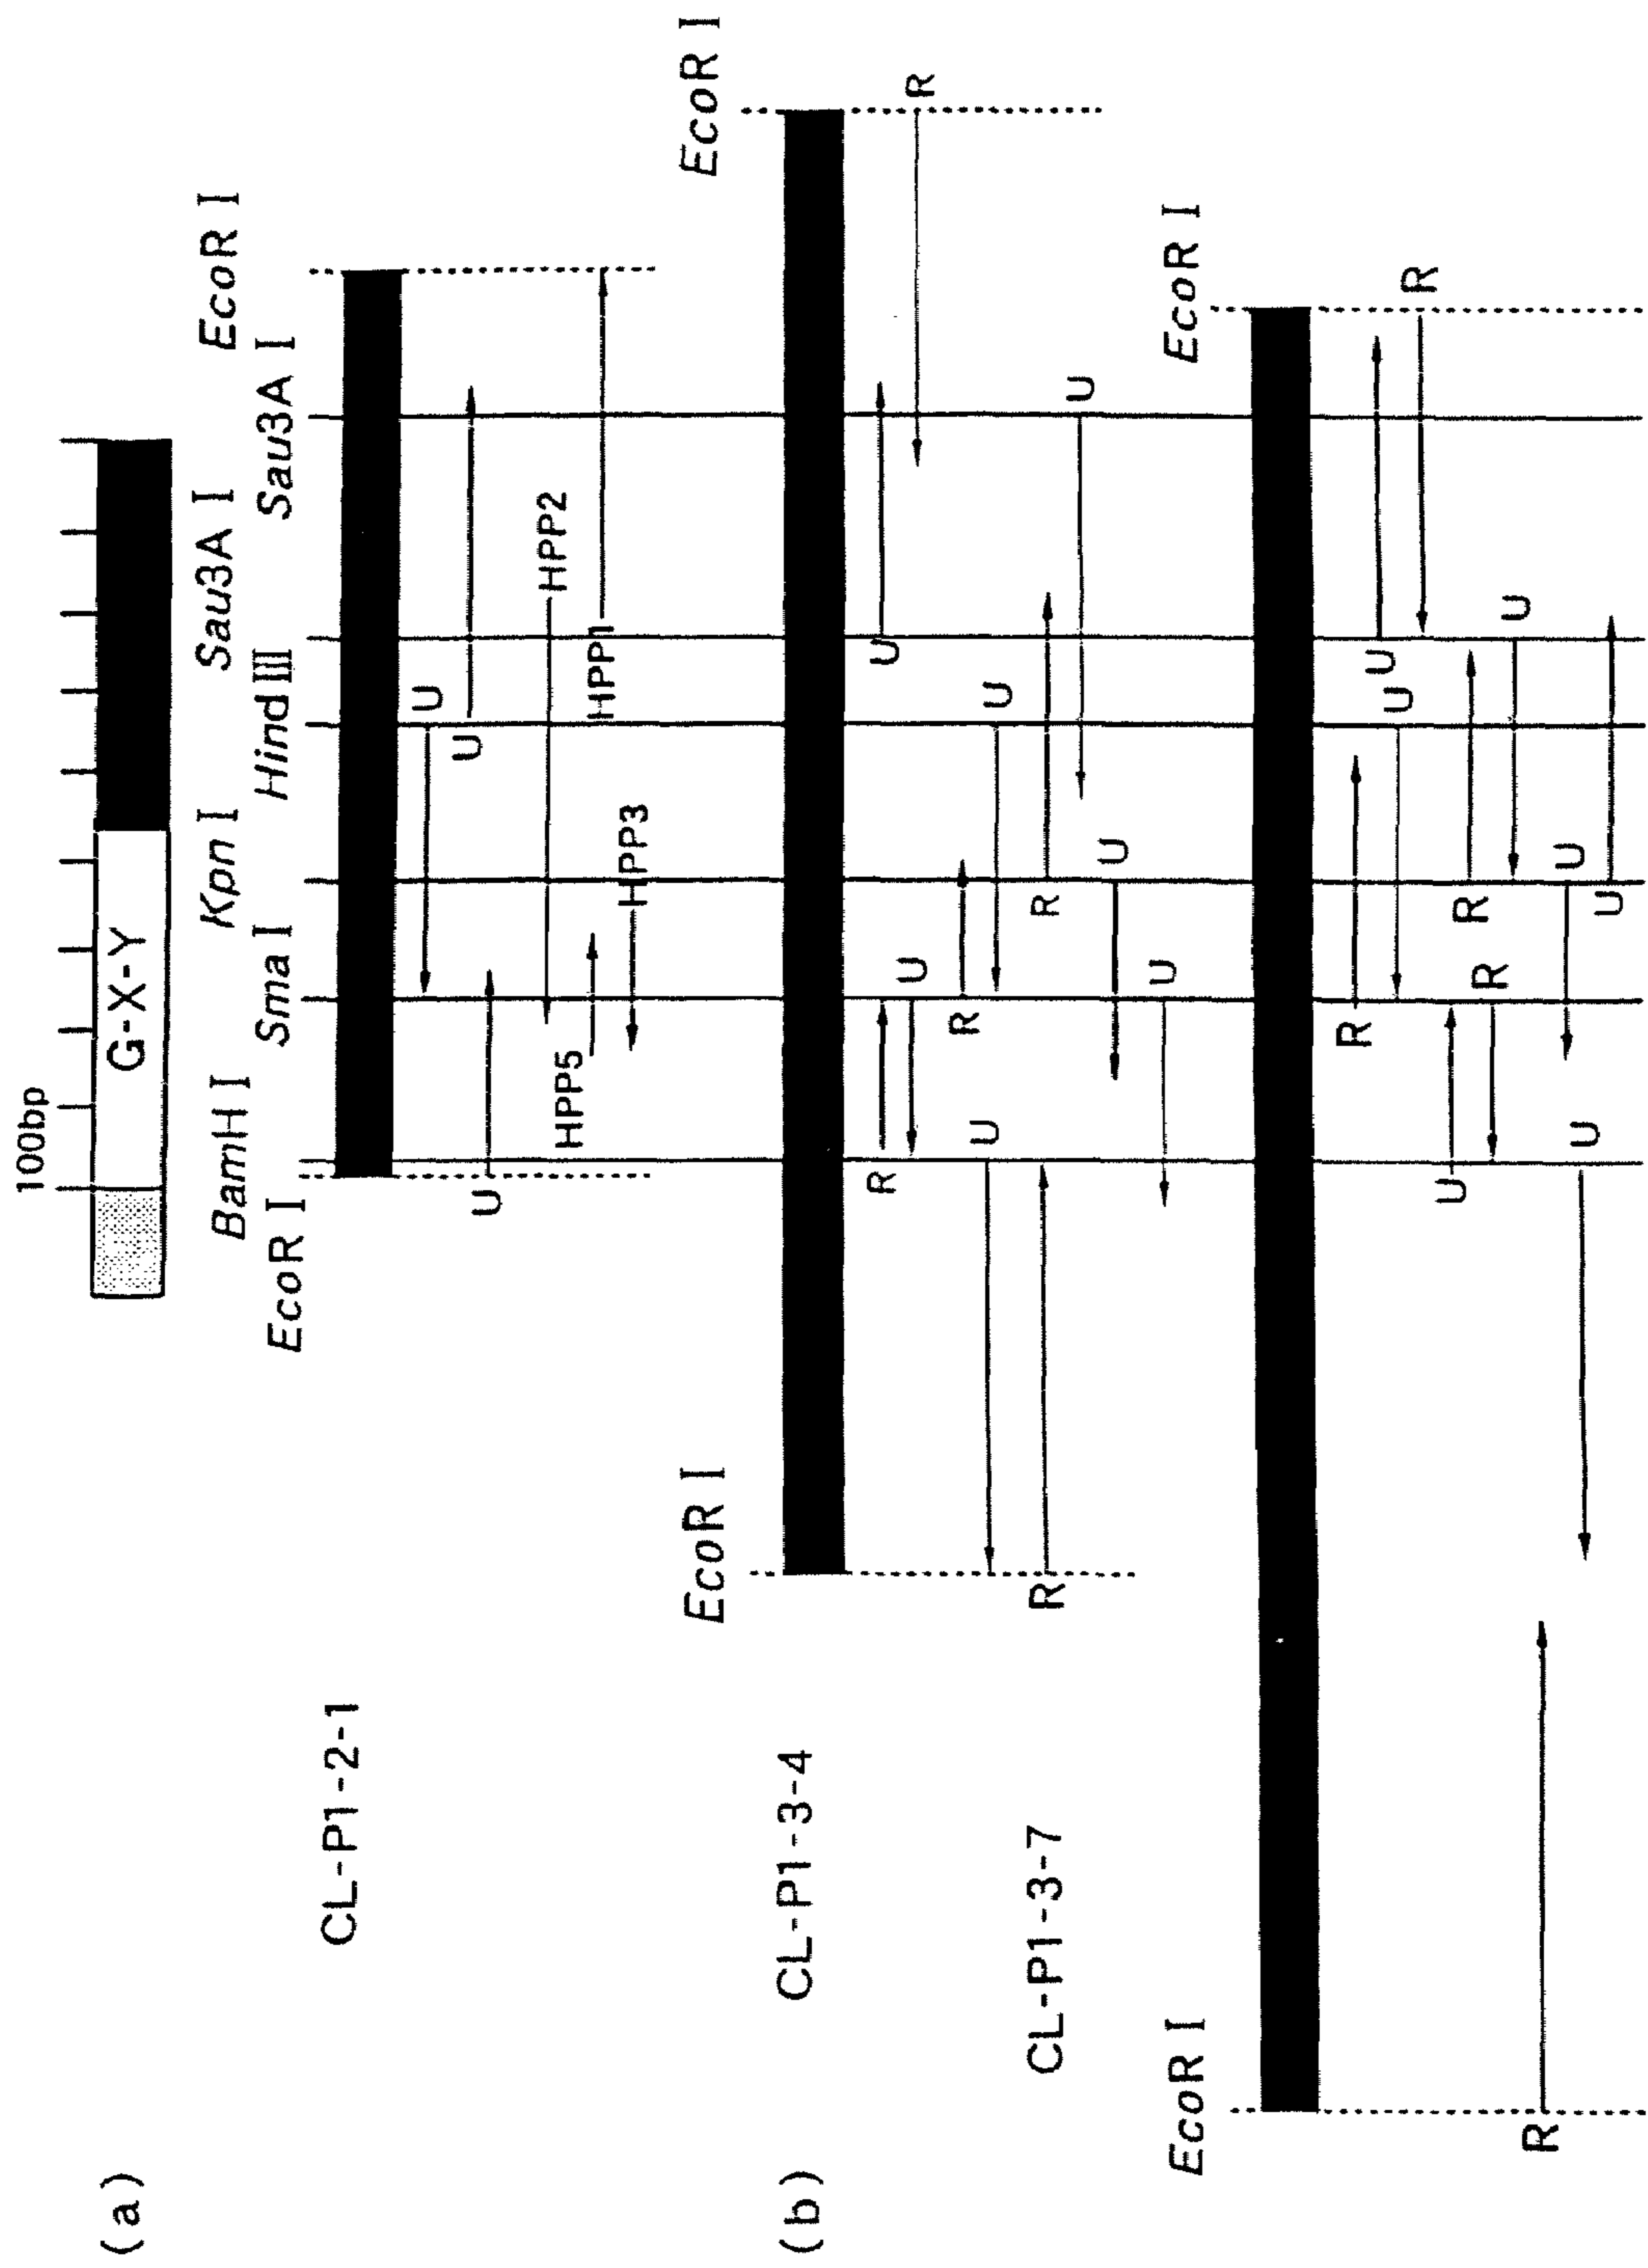 (a)
100bp
G-X-Y
EcoR I
BamH I
Sma I
Kpn I
Hind III
Sau3A I
Sau3A I
EcoR I
CL-P1-2-1
U
U
U
HPP2
HPP5
HPP1
HPP3
(b)
EcoR I
EcoR I
CL-P1-3-4
R
U
U
R
R
U
U
R
R
U
U
U
CL-P1-3-7
EcoR I
EcoR I
R
U
U
R
U
R
R
U
R
U
U
U